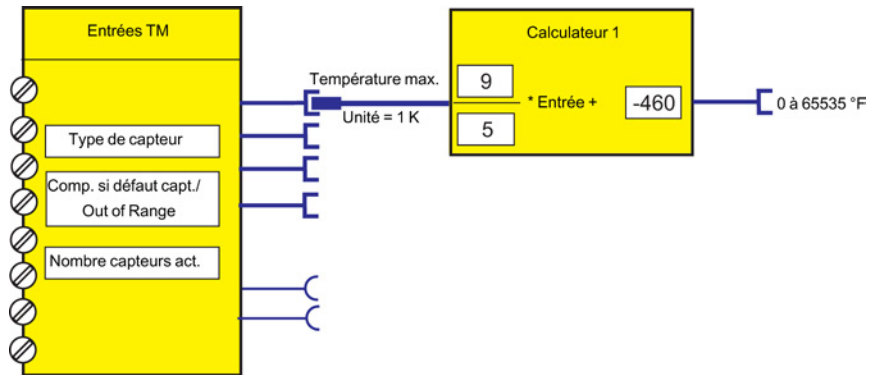 Entrées TM
Type de capteur
Comp. si défaut capt./
Out of Range
Nombre capteurs act.
Température max.
Unité = 1 K
Calculateur 1
9
5
* Entrée +
-460
0 à 65535 °F